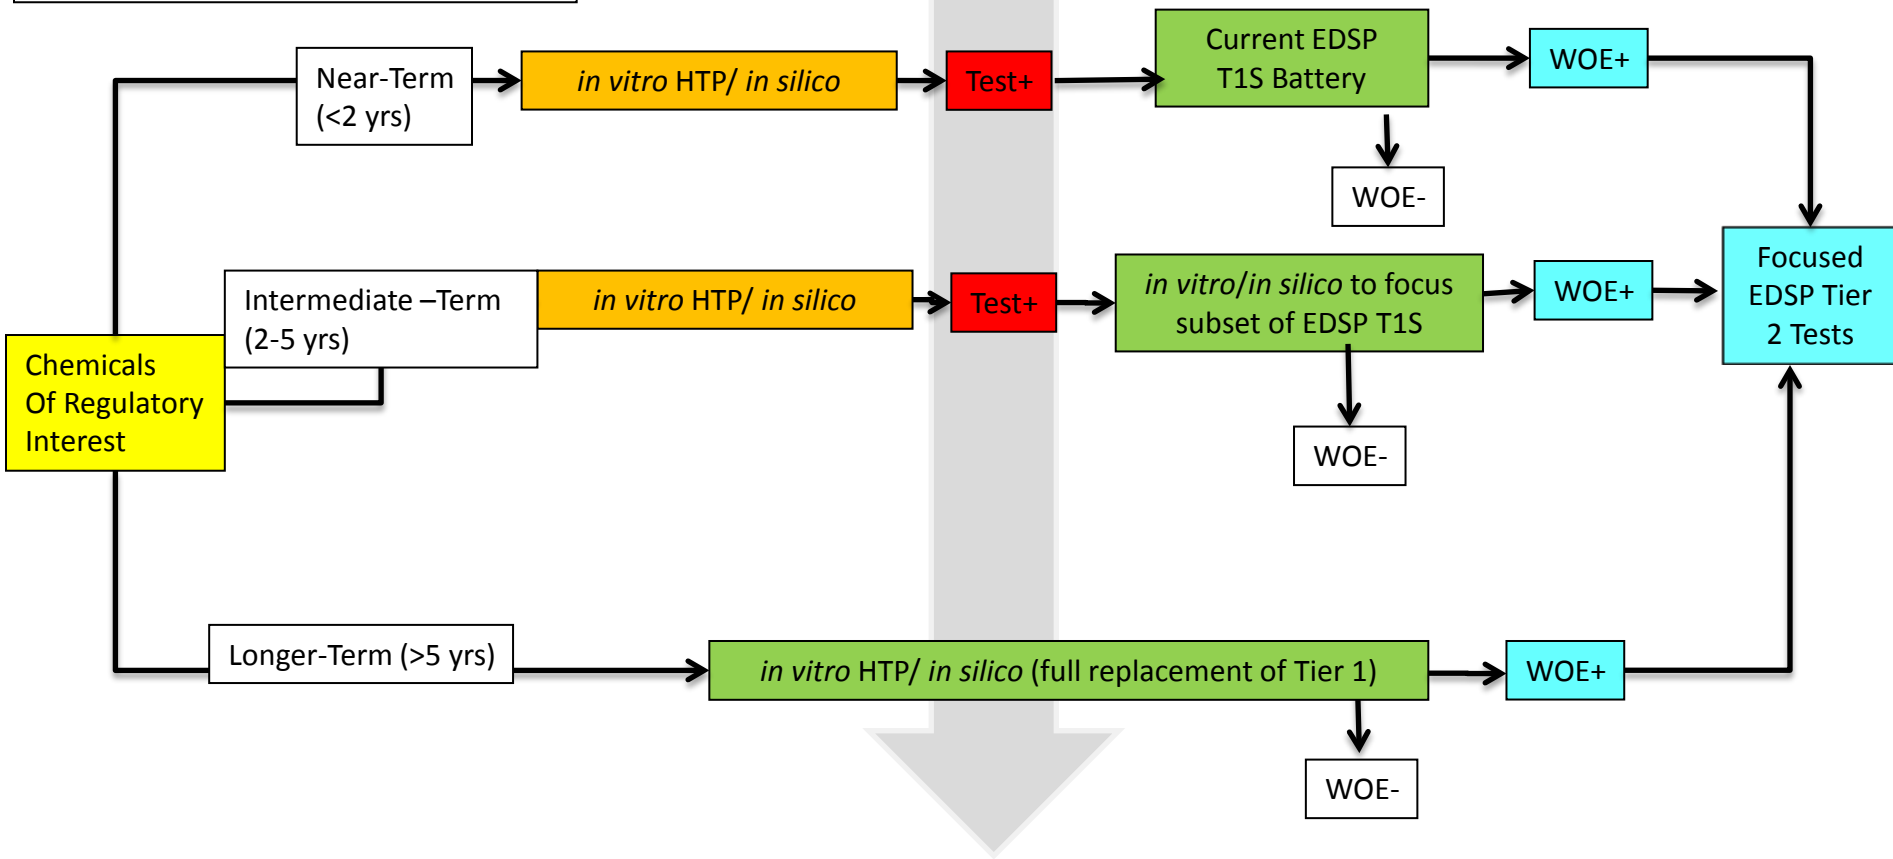 Near-Term
(<2 yrs)
in vitro HTP/ in silico
Test+
Current EDSP
T1S Battery
WOE+
WOE-
Intermediate –Term
(2-5 yrs)
in vitro HTP/ in silico
Test+
in vitro/in silico to focus
subset of EDSP T1S
WOE+
Focused
EDSP Tier
2 Tests
Chemicals
Of Regulatory
Interest
WOE-
Longer-Term (>5 yrs)
in vitro HTP/ in silico (full replacement of Tier 1)
WOE+
WOE-